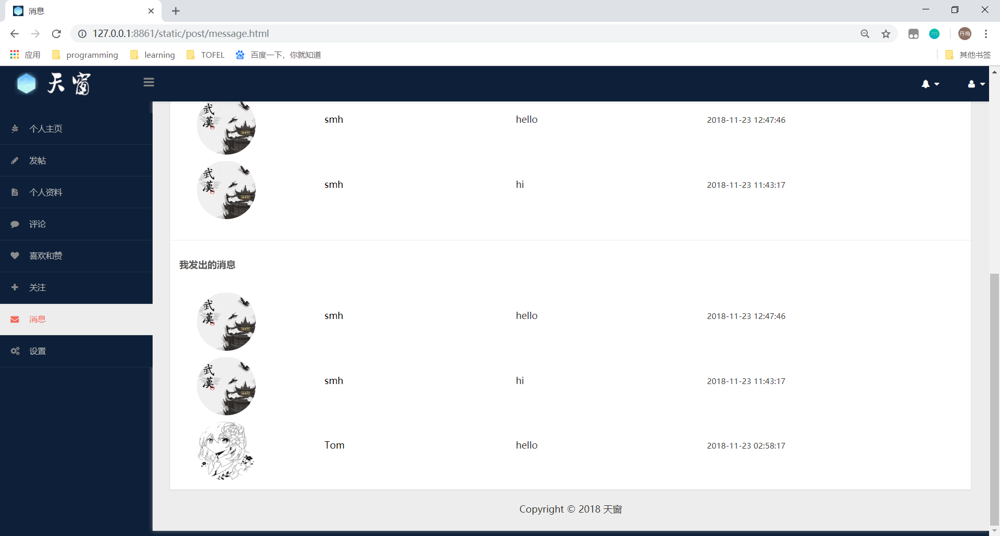 消息
127.0.0.1:8861/static/post/message.html
丹梅
应用 programming learning TOFEL 百度一下，你就知道 其他书签
天窗
个人主页
发帖
个人资料
评论
喜欢和赞
关注
消息
设置
武漢
smh hello 2018-11-23 12:47:46
武漢
smh hi 2018-11-23 11:43:17
我发出的消息
武漢
smh hello 2018-11-23 12:47:46
武漢
smh hi 2018-11-23 11:43:17
Tom hello 2018-11-23 02:58:17
Copyright © 2018 天窗